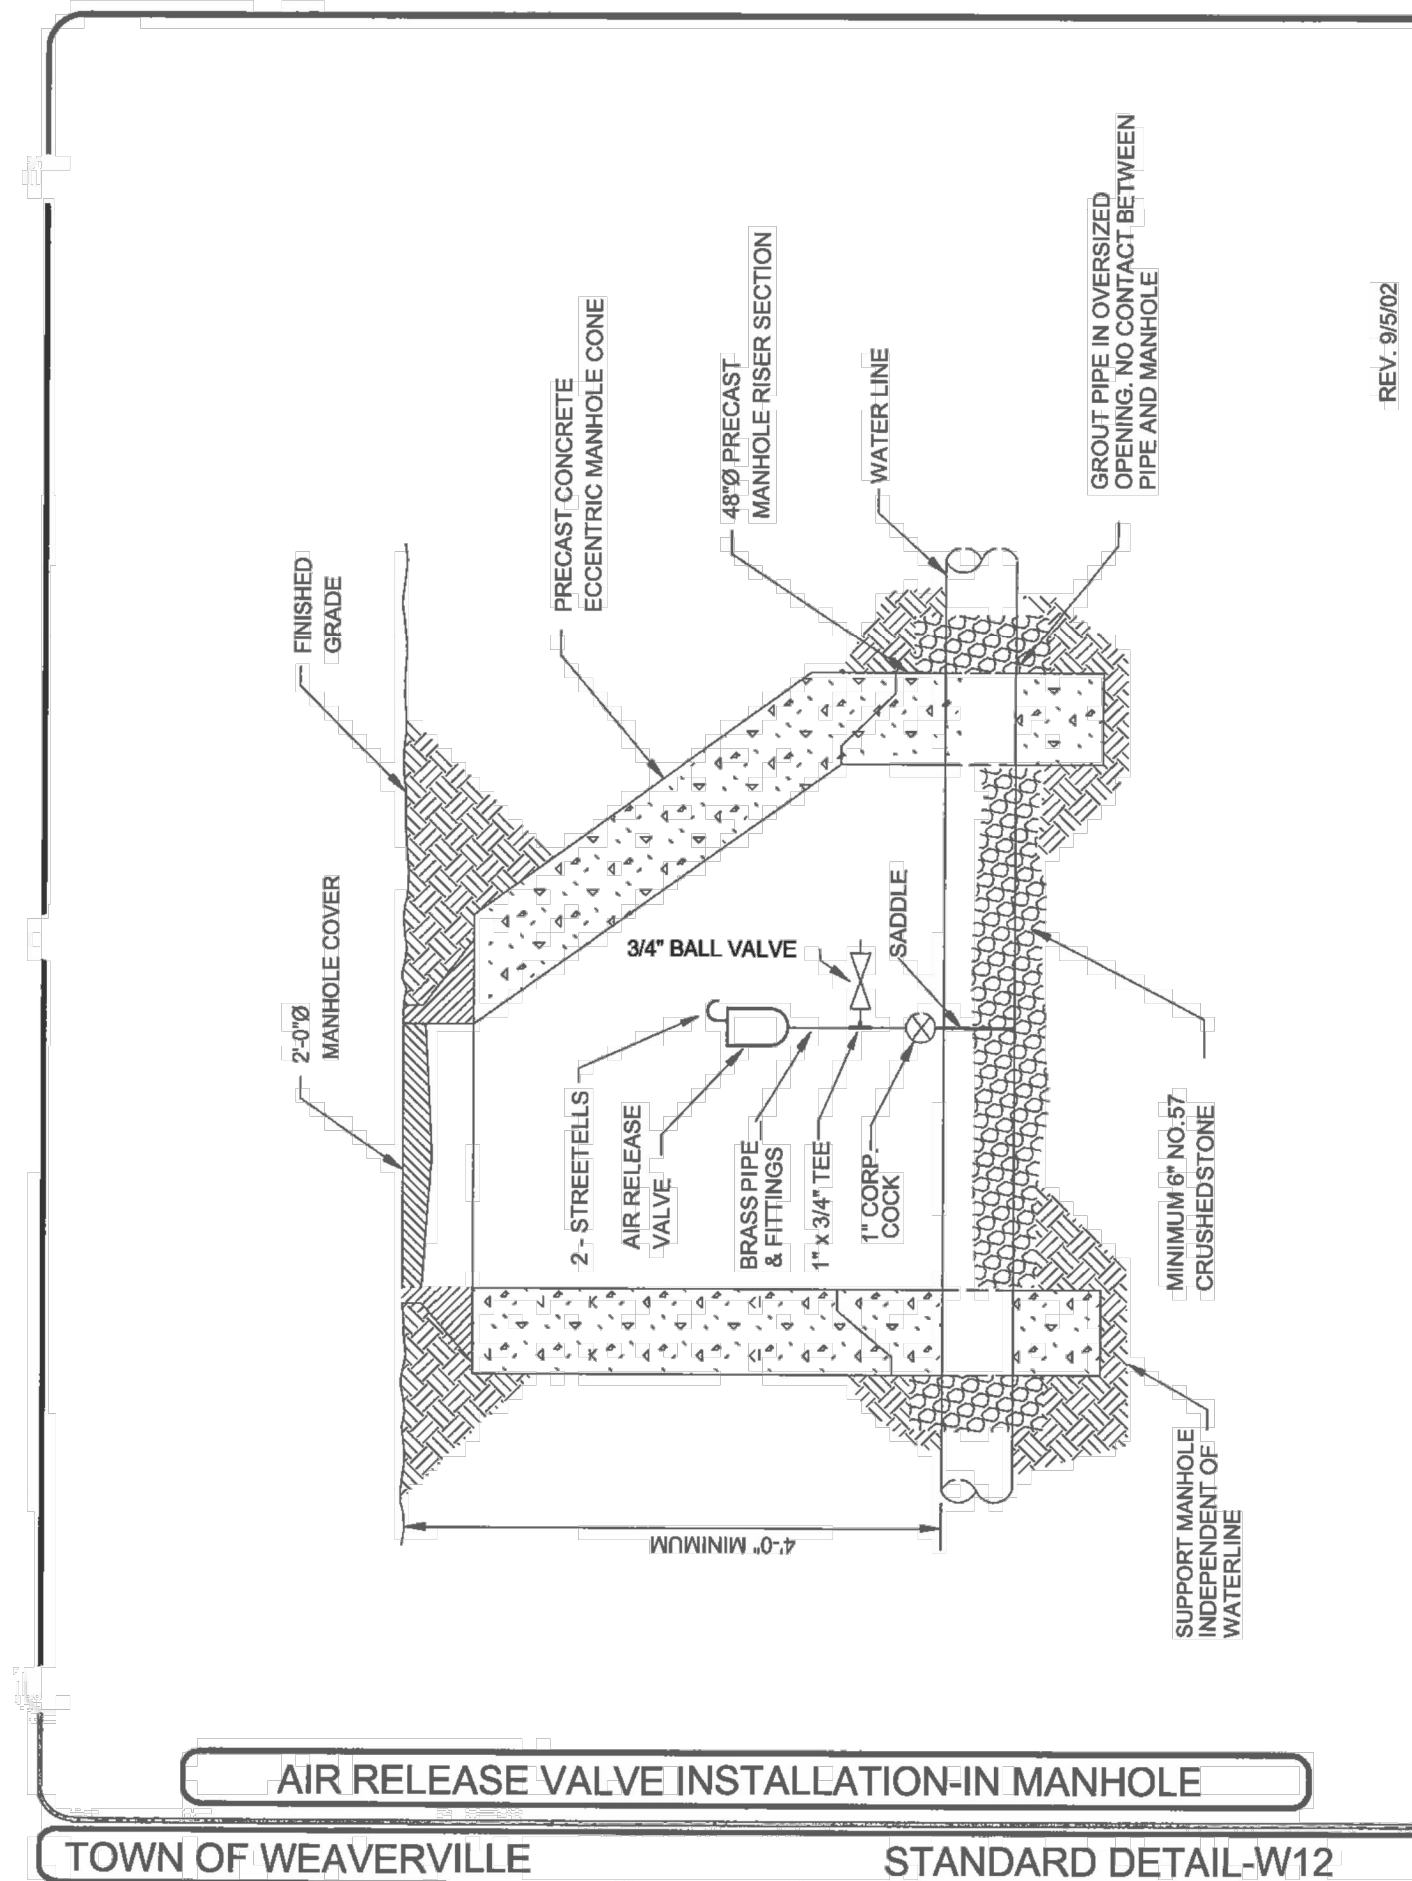 FINISHED
GRADE
2'-0"Ø
MANHOLE COVER
PRECAST CONCRETE
ECCENTRIC MANHOLE CONE
48"Ø PRECAST
MANHOLE RISER SECTION
WATER LINE
GROUT PIPE IN OVERSIZED
OPENING. NO CONTACT BETWEEN
PIPE AND MANHOLE
REV. 9/5/02
3/4" BALL VALVE
SADDLE
2 - STREET ELLS
AIR RELEASE
VALVE
BRASS PIPE
& FITTINGS
1" x 3/4" TEE
1" CORP.
COCK
MINIMUM 6" NO.57
CRUSHED STONE
SUPPORT MANHOLE
INDEPENDENT OF
WATERLINE
4'-0" MINIMUM
AIR RELEASE VALVE INSTALLATION-IN MANHOLE
TOWN OF WEAVERVILLE
STANDARD DETAIL-W12